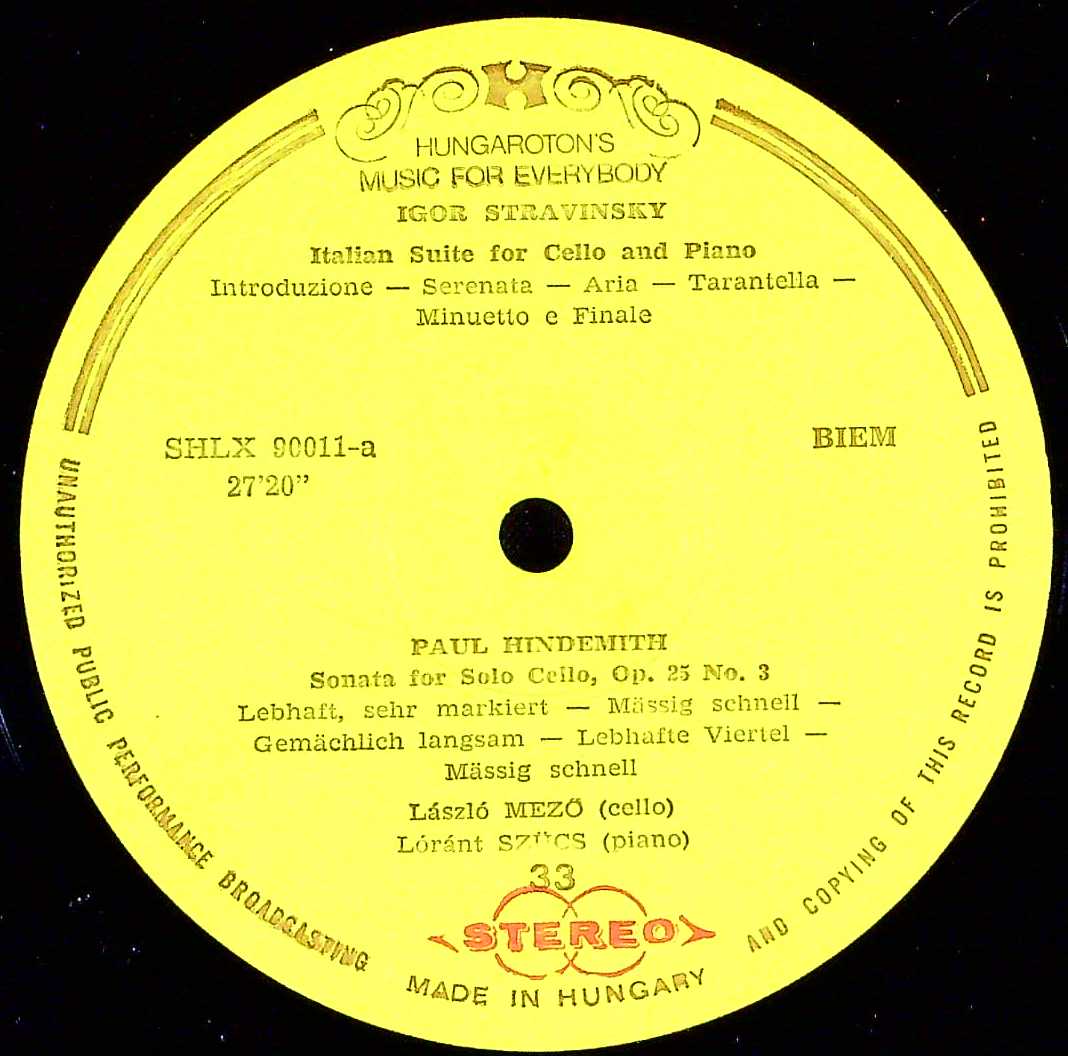 HUNGAROTON'S
MUSIC FOR EVERYBODY
IGOR STRAVINSKY
Italian Suite for Cello and Piano
Introduzione — Serenata — Aria — Tarantella —
Minuetto e Finale
SHLX 90011-a
27'20"
BIEM
PAUL HINDEMITH
Sonata for Solo Cello, Op. 25 No. 3
Lebhaft, sehr markiert — Mässig schnell —
Gemächlich langsam — Lebhafte Viertel —
Mässig schnell
László MEZŐ (cello)
Lóránt SZŰCS (piano)
33
STEREO
MADE IN HUNGARY
UNAUTHORIZED PUBLIC PERFORMANCE BROADCASTING AND COPYING OF THIS RECORD IS PROHIBITED